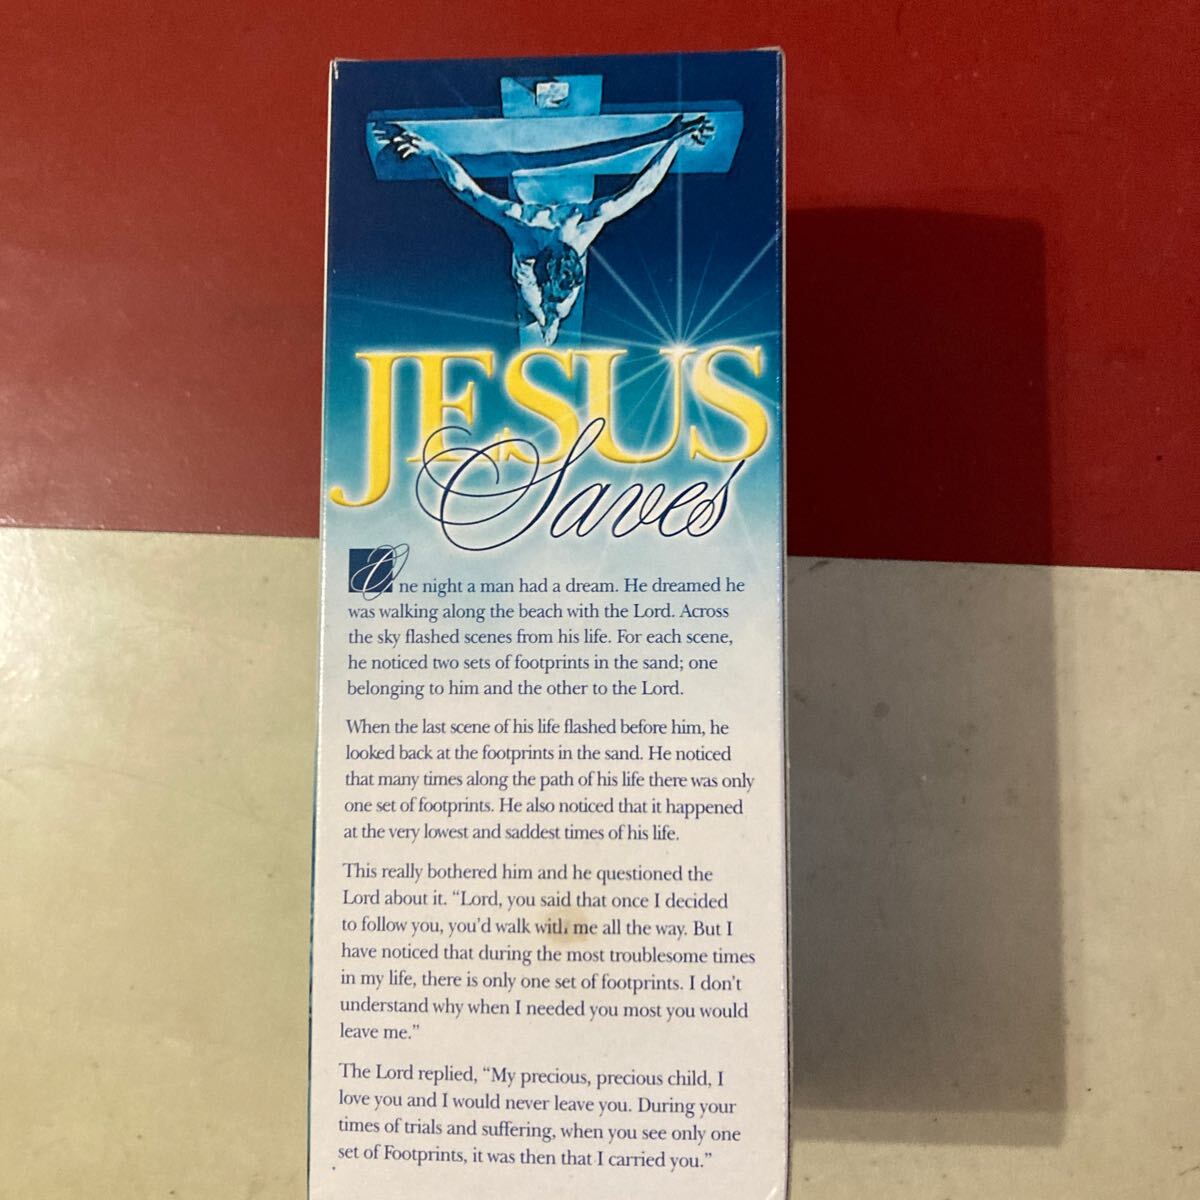 JESUS
Saves
One night a man had a dream. He dreamed he
was walking along the beach with the Lord. Across
the sky flashed scenes from his life. For each scene,
he noticed two sets of footprints in the sand; one
belonging to him and the other to the Lord.
When the last scene of his life flashed before him, he
looked back at the footprints in the sand. He noticed
that many times along the path of his life there was only
one set of footprints. He also noticed that it happened
at the very lowest and saddest times of his life.
This really bothered him and he questioned the
Lord about it. “Lord, you said that once I decided
to follow you, you’d walk with me all the way. But I
have noticed that during the most troublesome times
in my life, there is only one set of footprints. I don’t
understand why when I needed you most you would
leave me.”
The Lord replied, “My precious, precious child, I
love you and I would never leave you. During your
times of trials and suffering, when you see only one
set of Footprints, it was then that I carried you.”